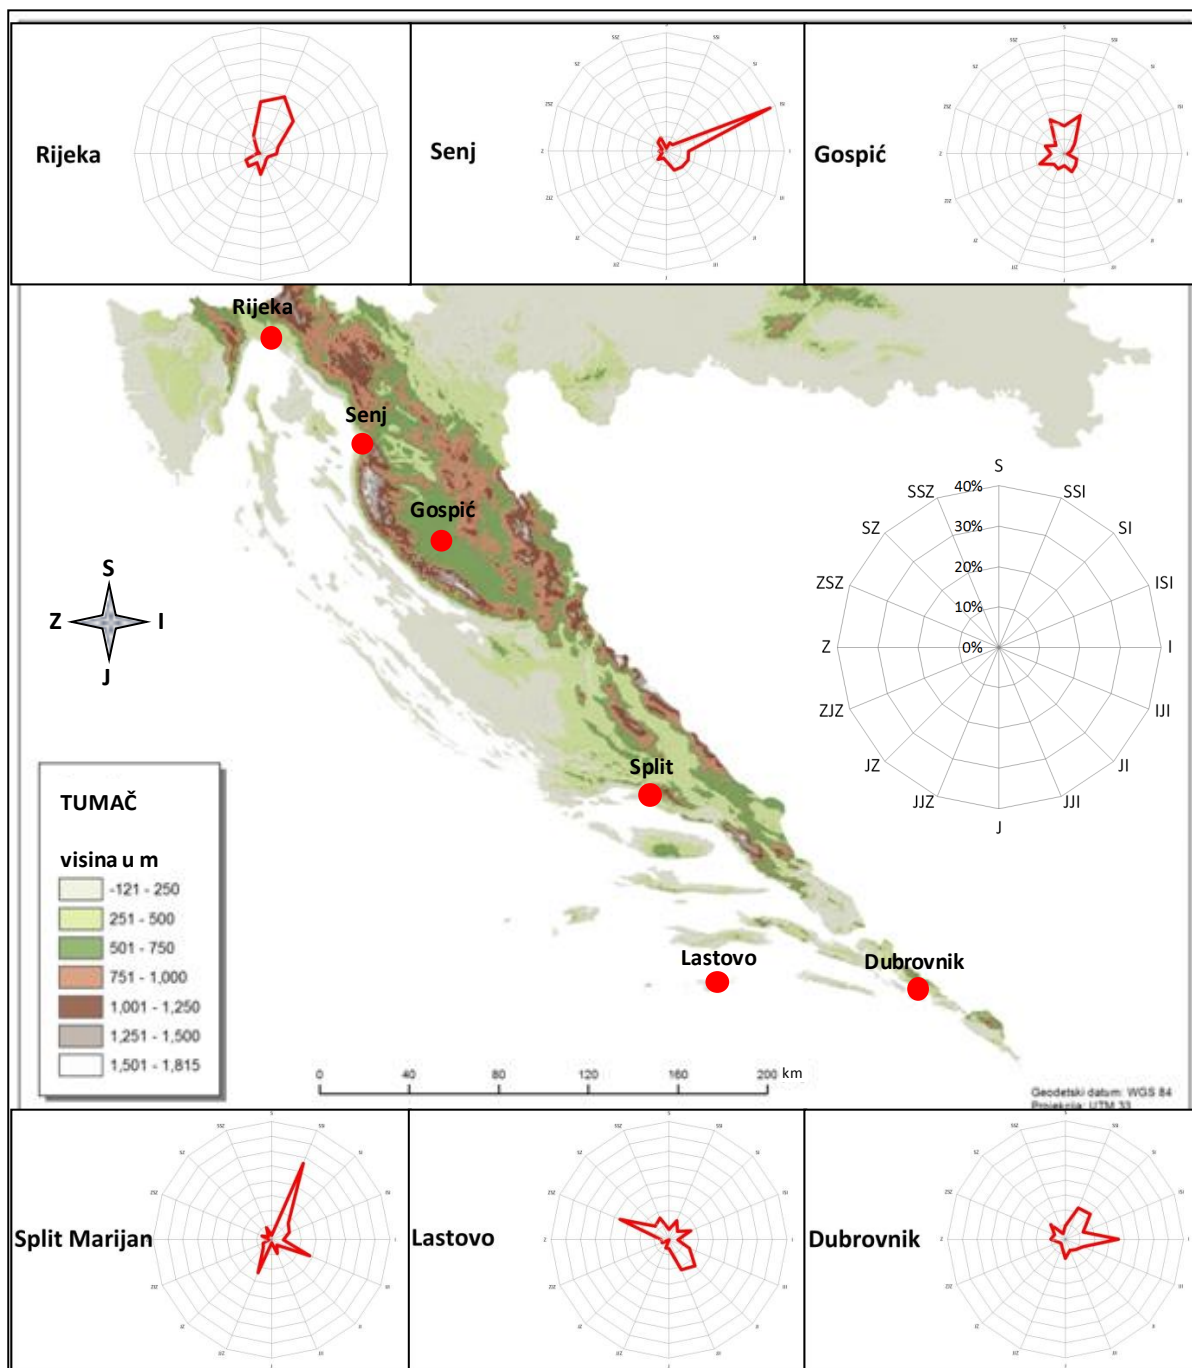 Rijeka
Senj
Gospić
Rijeka
Senj
Gospić
S
Z
I
J
S
40%
30%
20%
10%
0%
SSZ
SSI
SZ
SI
ZSZ
ISI
Z
I
ZJZ
IJI
JZ
JI
JJZ
JJI
J
Split
Lastovo
Dubrovnik
TUMAČ
visina u m
-121 - 250
251 - 500
501 - 750
751 - 1,000
1,001 - 1,250
1,251 - 1,500
1,501 - 1,815
0 40 80 120 160 200 km
Geodetski datum: WGS 84
Projekcija: UTM 33
Split Marijan
Lastovo
Dubrovnik